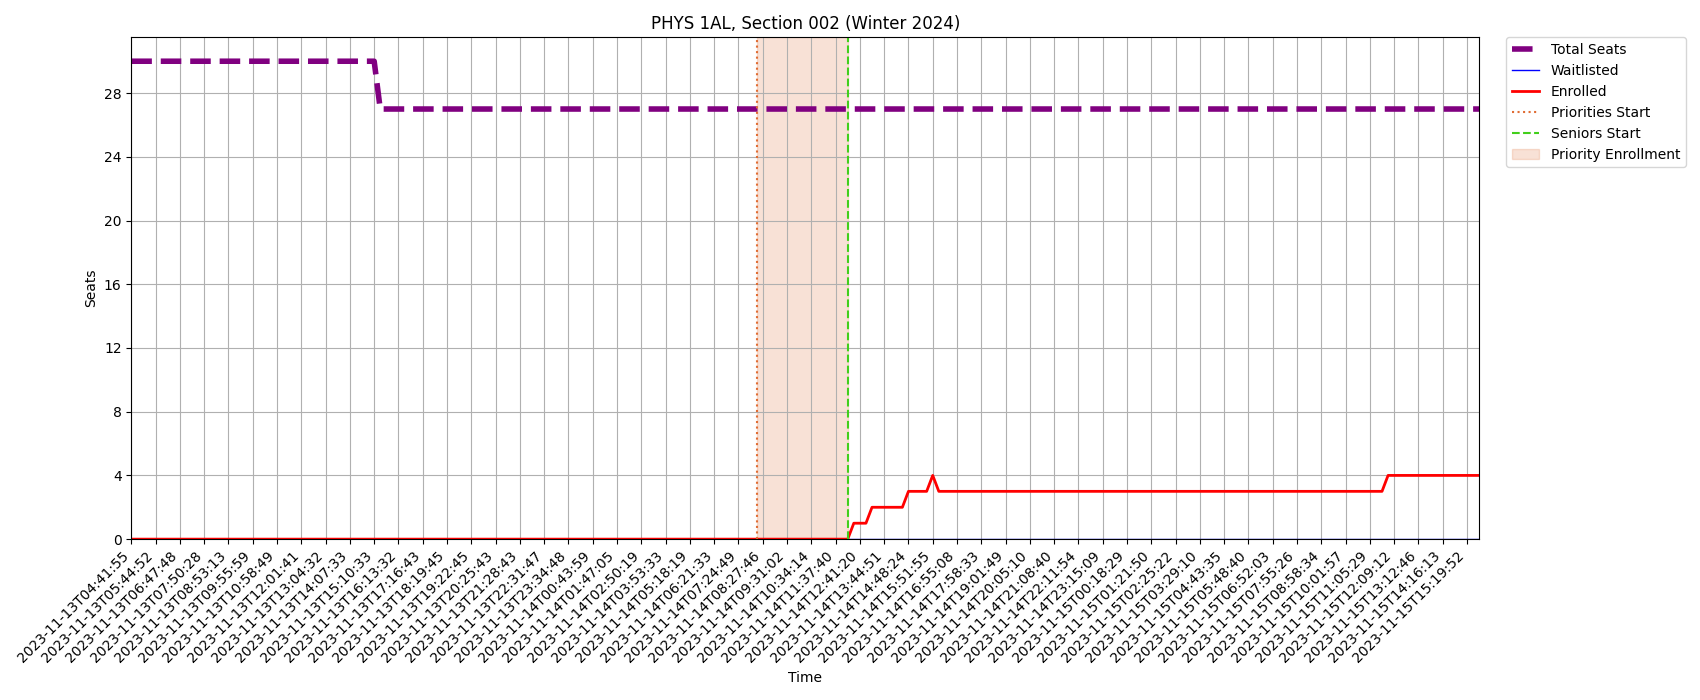 PHYS 1AL, Section 002 (Winter 2024)
Total Seats
Waitlisted
Enrolled
Priorities Start
Seniors Start
Priority Enrollment
Seats
28
24
20
16
12
8
4
0
2023-11-13T04:41:55
2023-11-13T05:44:52
2023-11-13T06:47:48
2023-11-13T07:50:28
2023-11-13T08:53:13
2023-11-13T09:55:59
2023-11-13T10:58:49
2023-11-13T12:01:41
2023-11-13T13:04:32
2023-11-13T14:07:33
2023-11-13T15:10:33
2023-11-13T16:13:32
2023-11-13T17:16:43
2023-11-13T18:19:45
2023-11-13T19:22:45
2023-11-13T20:25:43
2023-11-13T21:28:43
2023-11-13T22:31:47
2023-11-13T23:34:48
2023-11-14T00:43:59
2023-11-14T01:47:05
2023-11-14T02:50:19
2023-11-14T03:53:33
2023-11-14T05:18:19
2023-11-14T06:21:33
2023-11-14T07:24:49
2023-11-14T08:27:46
2023-11-14T09:31:02
2023-11-14T10:34:14
2023-11-14T11:37:40
2023-11-14T12:41:20
2023-11-14T13:44:51
2023-11-14T14:48:24
2023-11-14T15:51:55
2023-11-14T16:55:08
2023-11-14T17:58:33
2023-11-14T19:01:49
2023-11-14T20:05:10
2023-11-14T21:08:40
2023-11-14T22:11:54
2023-11-14T23:15:09
2023-11-15T00:18:29
2023-11-15T01:21:50
2023-11-15T02:25:22
2023-11-15T03:29:10
2023-11-15T04:43:35
2023-11-15T05:48:40
2023-11-15T06:52:03
2023-11-15T07:55:26
2023-11-15T08:58:34
2023-11-15T10:01:57
2023-11-15T11:05:29
2023-11-15T12:09:12
2023-11-15T13:12:46
2023-11-15T14:16:13
2023-11-15T15:19:52
Time